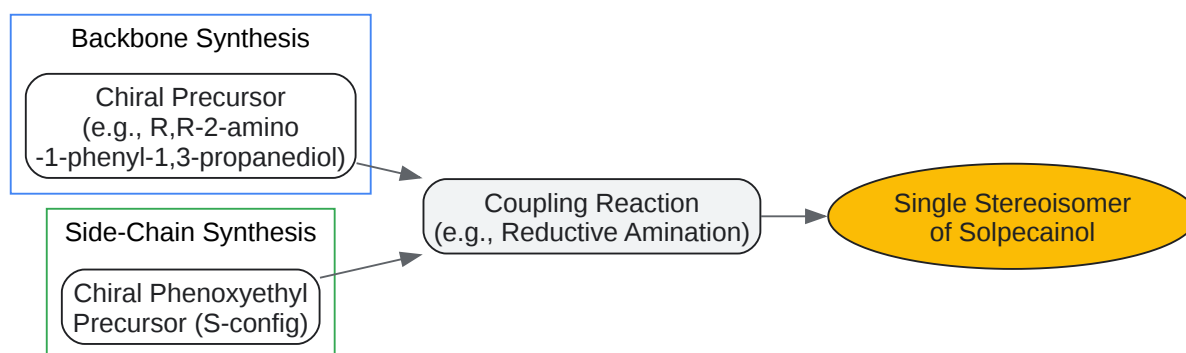 Backbone Synthesis
Chiral Precursor
(e.g., R,R-2-amino
-1-phenyl-1,3-propanediol)
Side-Chain Synthesis
Chiral Phenoxyethyl
Precursor (S-config)
Coupling Reaction
(e.g., Reductive Amination)
Single Stereoisomer
of Solpecainol